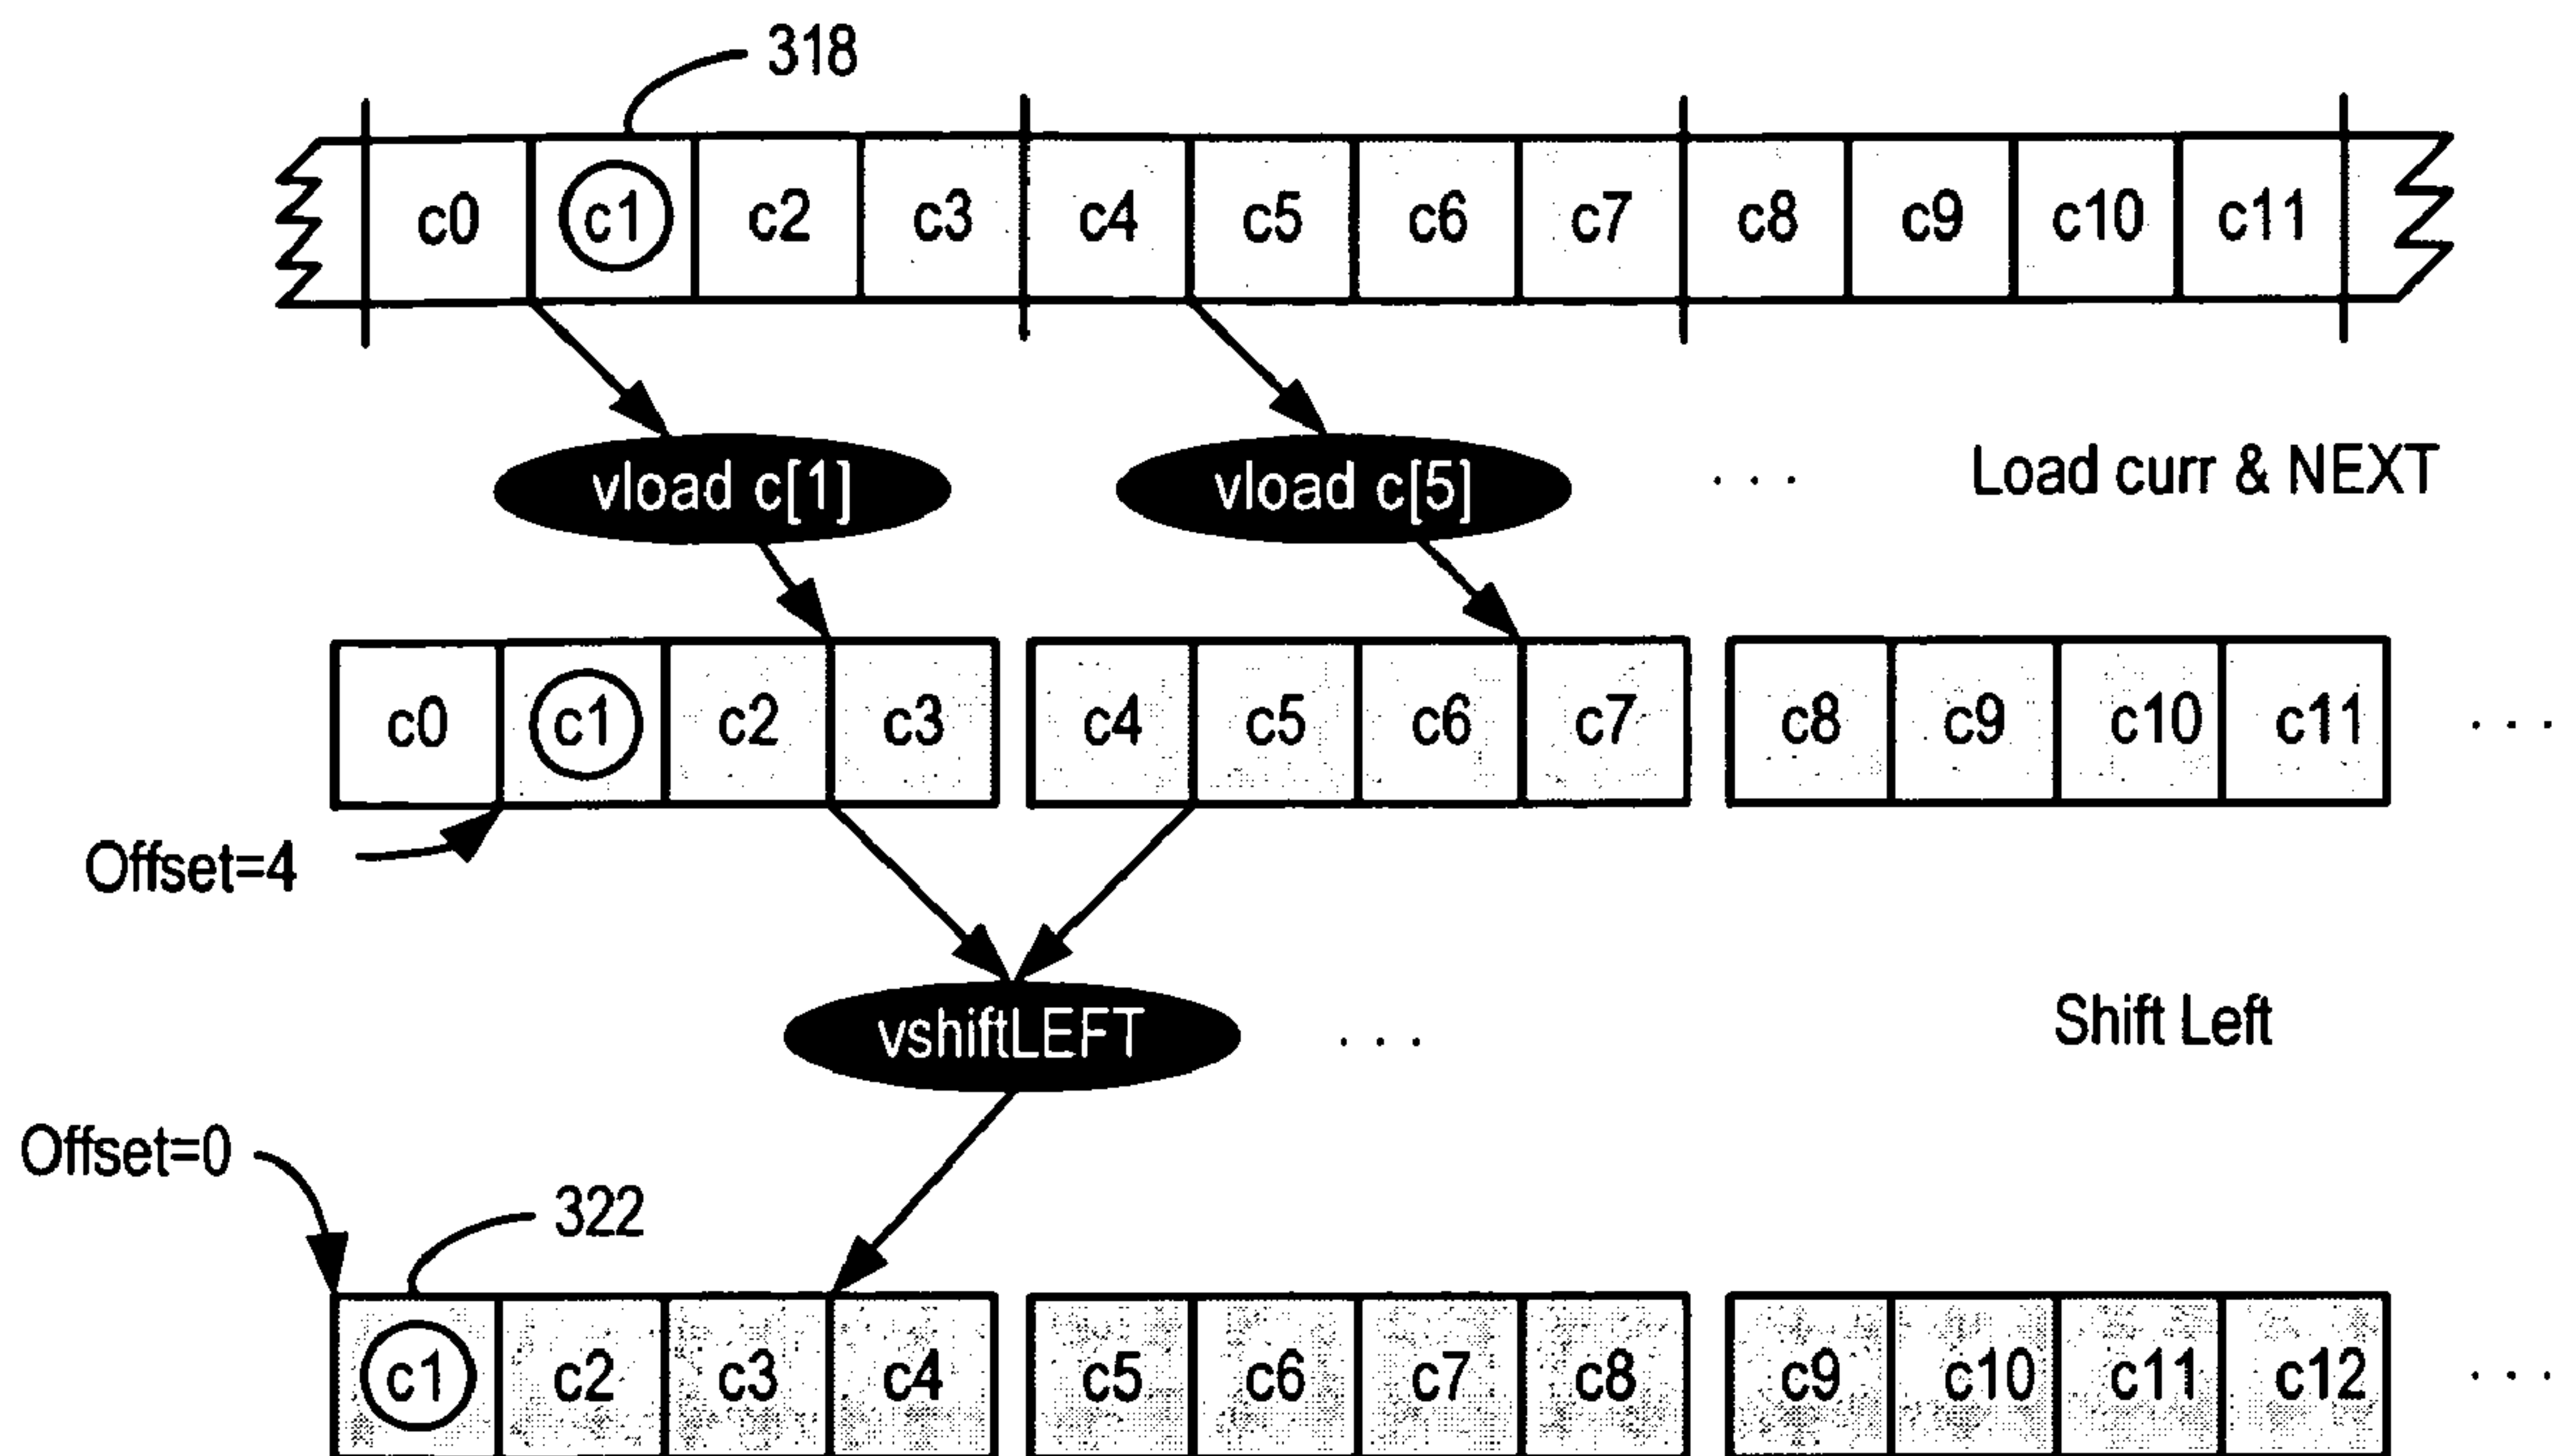 318
c0 c1 c2 c3 c4 c5 c6 c7 c8 c9 c10 c11
vload c[1] vload c[5] . . . Load curr & NEXT
c0 c1 c2 c3 c4 c5 c6 c7 c8 c9 c10 c11 . . .
Offset=4
vshiftLEFT . . . Shift Left
Offset=0
322
c1 c2 c3 c4 c5 c6 c7 c8 c9 c10 c11 c12 . . .